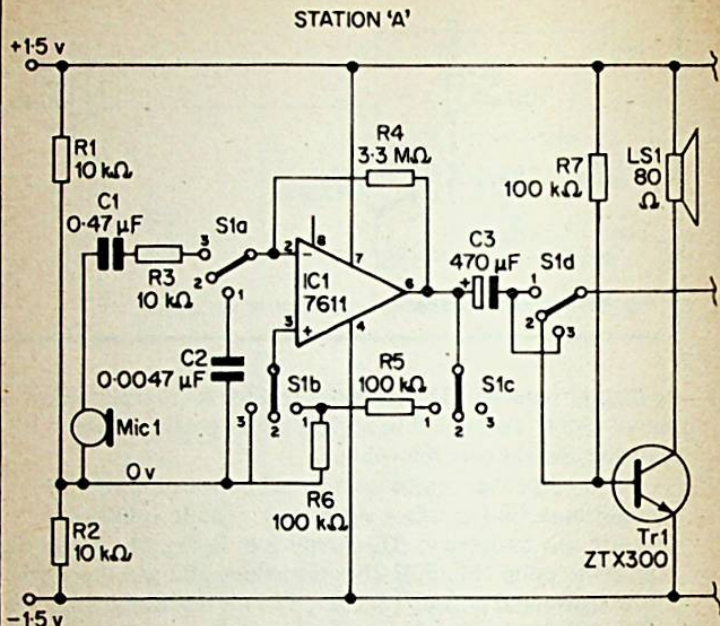 STATION 'A'
+1·5 v
R1
10 kΩ
C1
0·47 µF
R3
10 kΩ
S1a
3
2
1
R4
3·3 MΩ
2
−
8
7
IC1
7611
6
3
+
4
C3
470 µF
+
S1d
1
2
3
R7
100 kΩ
LS1
80
Ω
C2
0·0047 µF
S1b
3
2
1
R5
100 kΩ
S1c
1
2
3
Mic1
0v
R6
100 kΩ
R2
10 kΩ
Tr1
ZTX300
−1·5 v